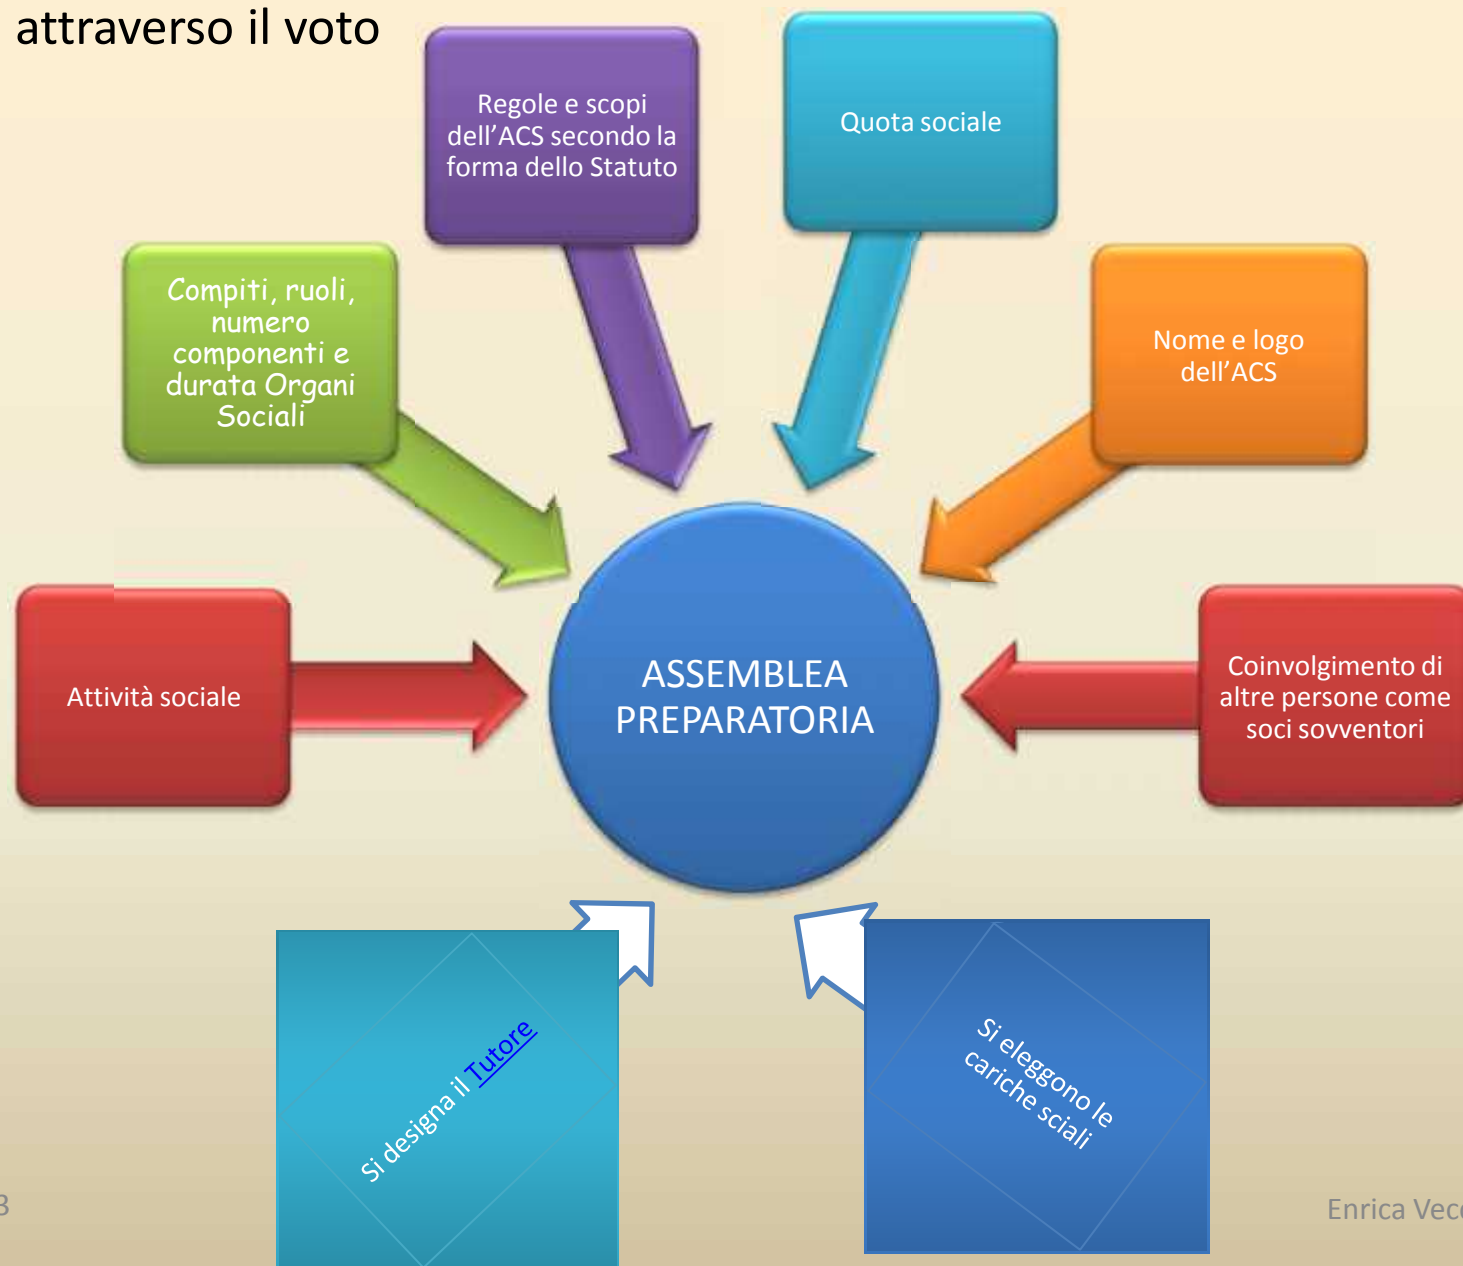 attraverso il voto
Regole e scopi
dell’ACS secondo la
forma dello Statuto
Quota sociale
Compiti, ruoli,
numero
componenti e
durata Organi
Sociali
Nome e logo
dell’ACS
Attività sociale
ASSEMBLEA
PREPARATORIA
Coinvolgimento di
altre persone come
soci sovventori
Si designa il Tutore
Si eleggono le
cariche sciali
3
Enrica